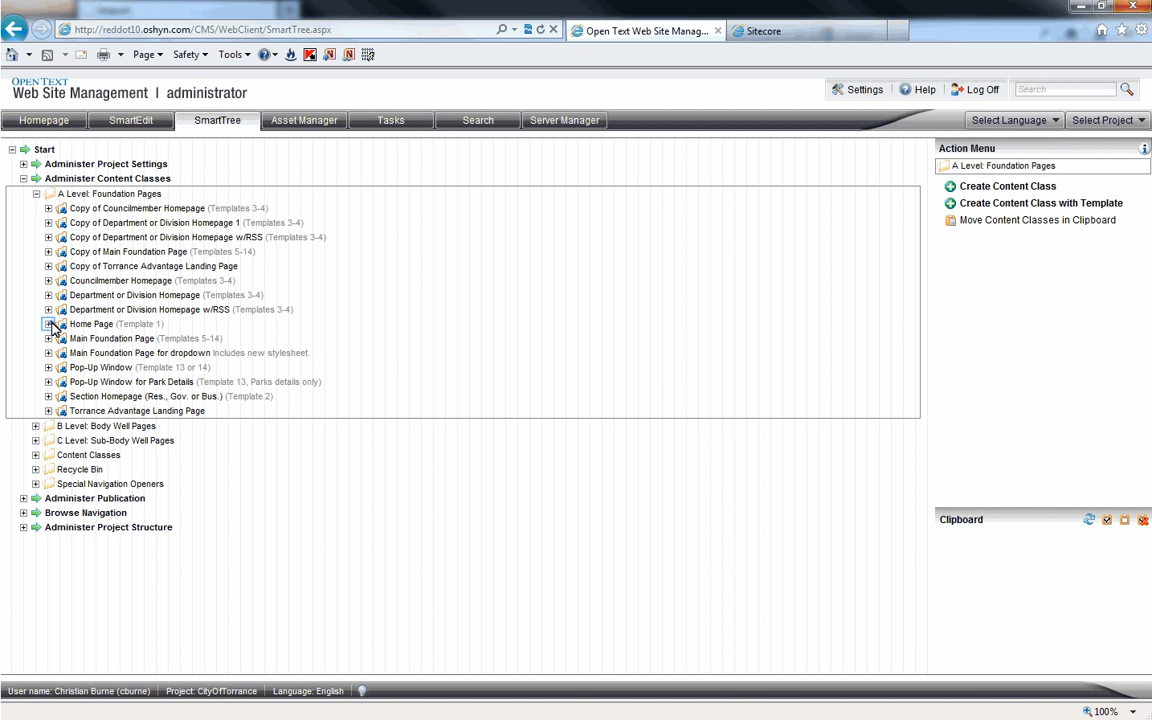 http://reddot10.oshyn.com/CMS/WebClient/SmartTree.aspx
Open Text Web Site Manag...
Sitecore
Page Safety Tools
OPEN TEXT
Web Site Management | administrator
Settings Help Log Off Search
Homepage SmartEdit SmartTree Asset Manager Tasks Search Server Manager Select Language Select Project
Start
Administer Project Settings
Administer Content Classes
A Level: Foundation Pages
Copy of Councilmember Homepage (Templates 3-4)
Copy of Department or Division Homepage 1 (Templates 3-4)
Copy of Department or Division Homepage w/RSS (Templates 3-4)
Copy of Main Foundation Page (Templates 5-14)
Copy of Torrance Advantage Landing Page
Councilmember Homepage (Templates 3-4)
Department or Division Homepage (Templates 3-4)
Department or Division Homepage w/RSS (Templates 3-4)
Home Page (Template 1)
Main Foundation Page (Templates 5-14)
Main Foundation Page for dropdown Includes new stylesheet.
Pop-Up Window (Template 13 or 14)
Pop-Up Window for Park Details (Template 13, Parks details only)
Section Homepage (Res., Gov. or Bus.) (Template 2)
Torrance Advantage Landing Page
B Level: Body Well Pages
C Level: Sub-Body Well Pages
Content Classes
Recycle Bin
Special Navigation Openers
Administer Publication
Browse Navigation
Administer Project Structure
Action Menu
A Level: Foundation Pages
Create Content Class
Create Content Class with Template
Move Content Classes in Clipboard
Clipboard
User name: Christian Burne (cburne) Project: CityOfTorrance Language: English
100%